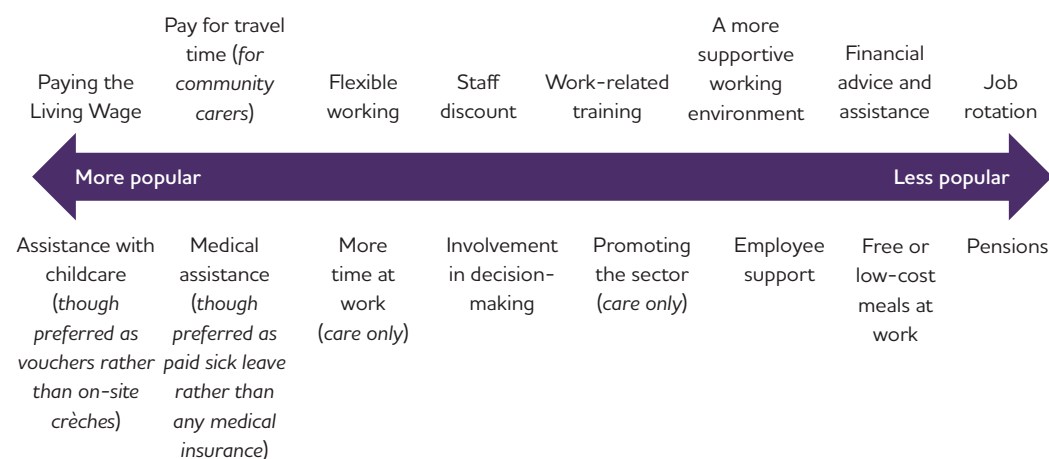 Paying the
Living Wage
Pay for travel
time (for
community
carers)
Flexible
working
Staff
discount
Work-related
training
A more
supportive
working
environment
Financial
advice and
assistance
Job
rotation
More popular
Less popular
Assistance with
childcare
(though
preferred as
vouchers rather
than on-site
crèches)
Medical
assistance
(though
preferred as
paid sick leave
rather than
any medical
insurance)
More
time at
work
(care only)
Involvement
in decision-
making
Promoting
the sector
(care only)
Employee
support
Free or
low-cost
meals at
work
Pensions